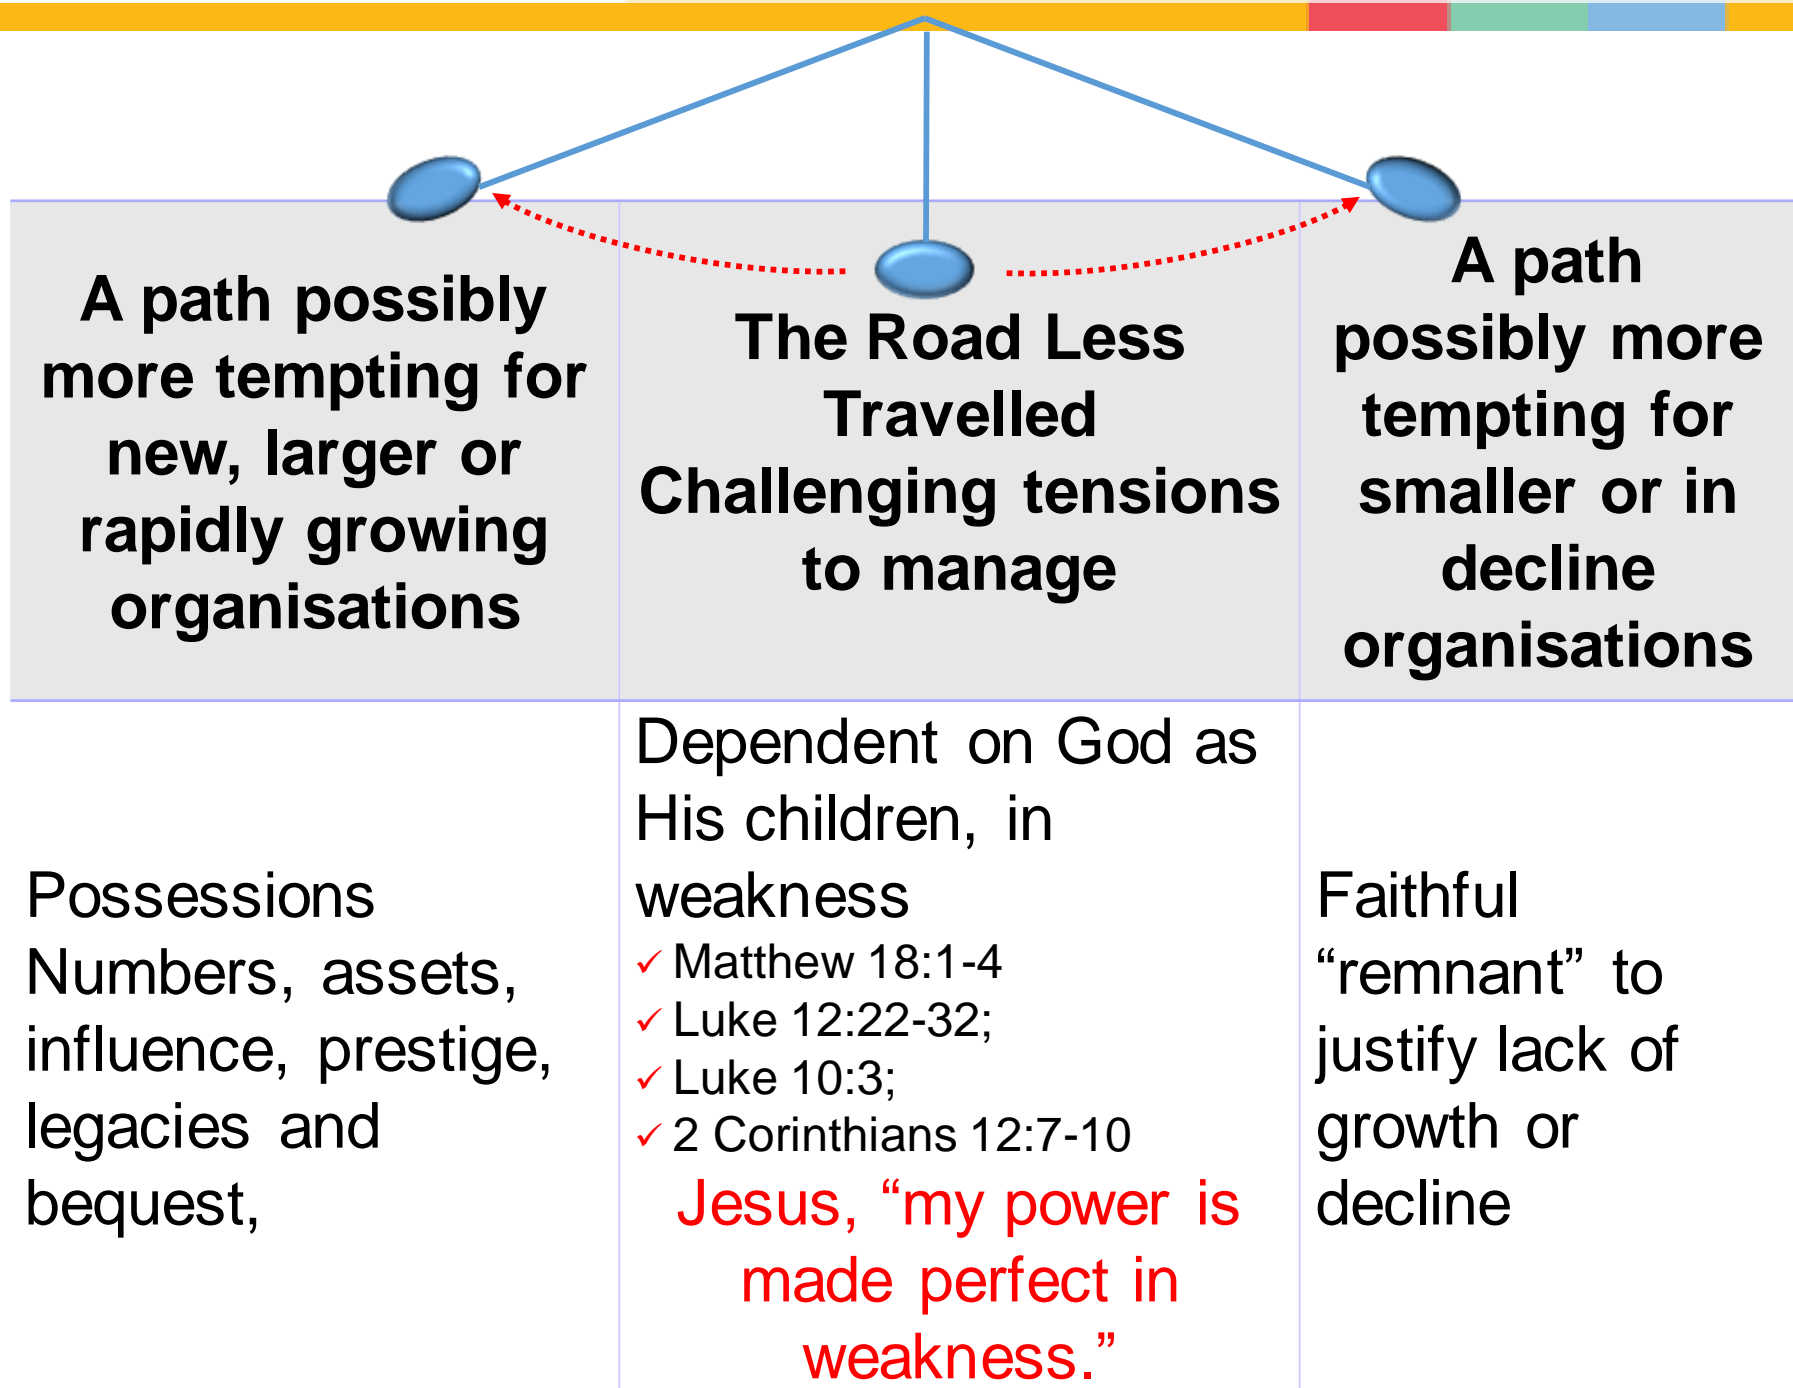 A path possibly
more tempting for
new, larger or
rapidly growing
organisations
The Road Less
Travelled
Challenging tensions
to manage
A path
possibly more
tempting for
smaller or in
decline
organisations
Possessions
Numbers, assets,
influence, prestige,
legacies and
bequest,
Dependent on God as
His children, in
weakness
✓ Matthew 18:1-4
✓ Luke 12:22-32;
✓ Luke 10:3;
✓ 2 Corinthians 12:7-10
Jesus, “my power is
made perfect in
weakness.”
Faithful
“remnant” to
justify lack of
growth or
decline